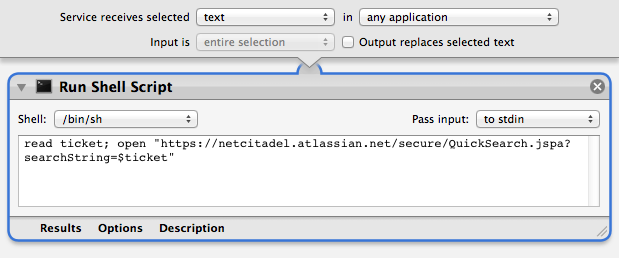 Service receives selected text in any application
Input is entire selection Output replaces selected text
Run Shell Script
Shell: /bin/sh Pass input: to stdin
read ticket; open "https://netcitadel.atlassian.net/secure/QuickSearch.jspa?
searchString=$ticket"
Results Options Description